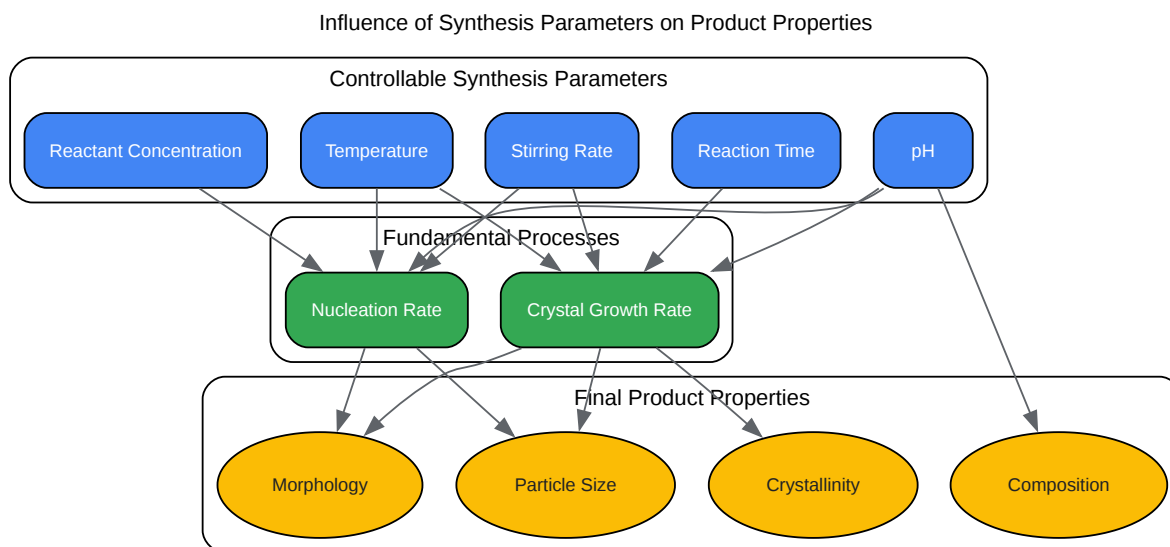 Influence of Synthesis Parameters on Product Properties
Controllable Synthesis Parameters
Reactant Concentration
Temperature
Stirring Rate
Reaction Time
pH
Fundamental Processes
Nucleation Rate
Crystal Growth Rate
Final Product Properties
Morphology
Particle Size
Crystallinity
Composition